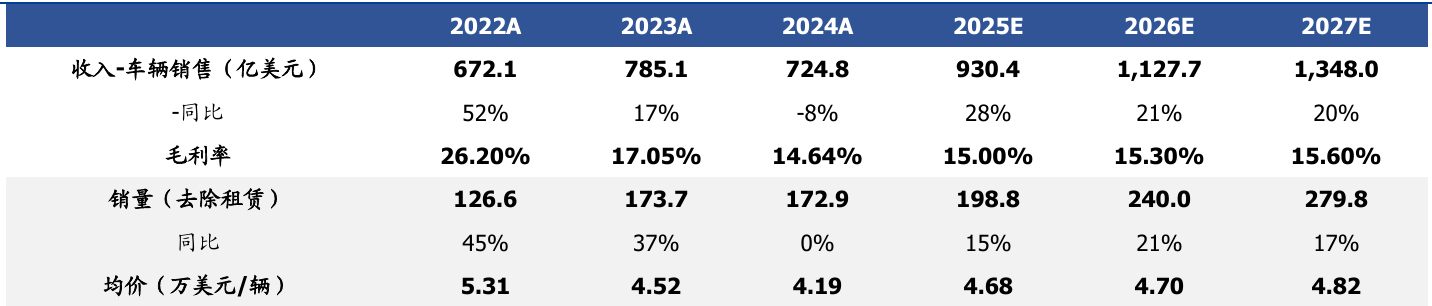 2022A 2023A 2024A 2025E 2026E 2027E
收入-车辆销售（亿美元） 672.1 785.1 724.8 930.4 1,127.7 1,348.0
-同比 52% 17% -8% 28% 21% 20%
毛利率 26.20% 17.05% 14.64% 15.00% 15.30% 15.60%
销量（去除租赁） 126.6 173.7 172.9 198.8 240.0 279.8
同比 45% 37% 0% 15% 21% 17%
均价（万美元/辆） 5.31 4.52 4.19 4.68 4.70 4.82